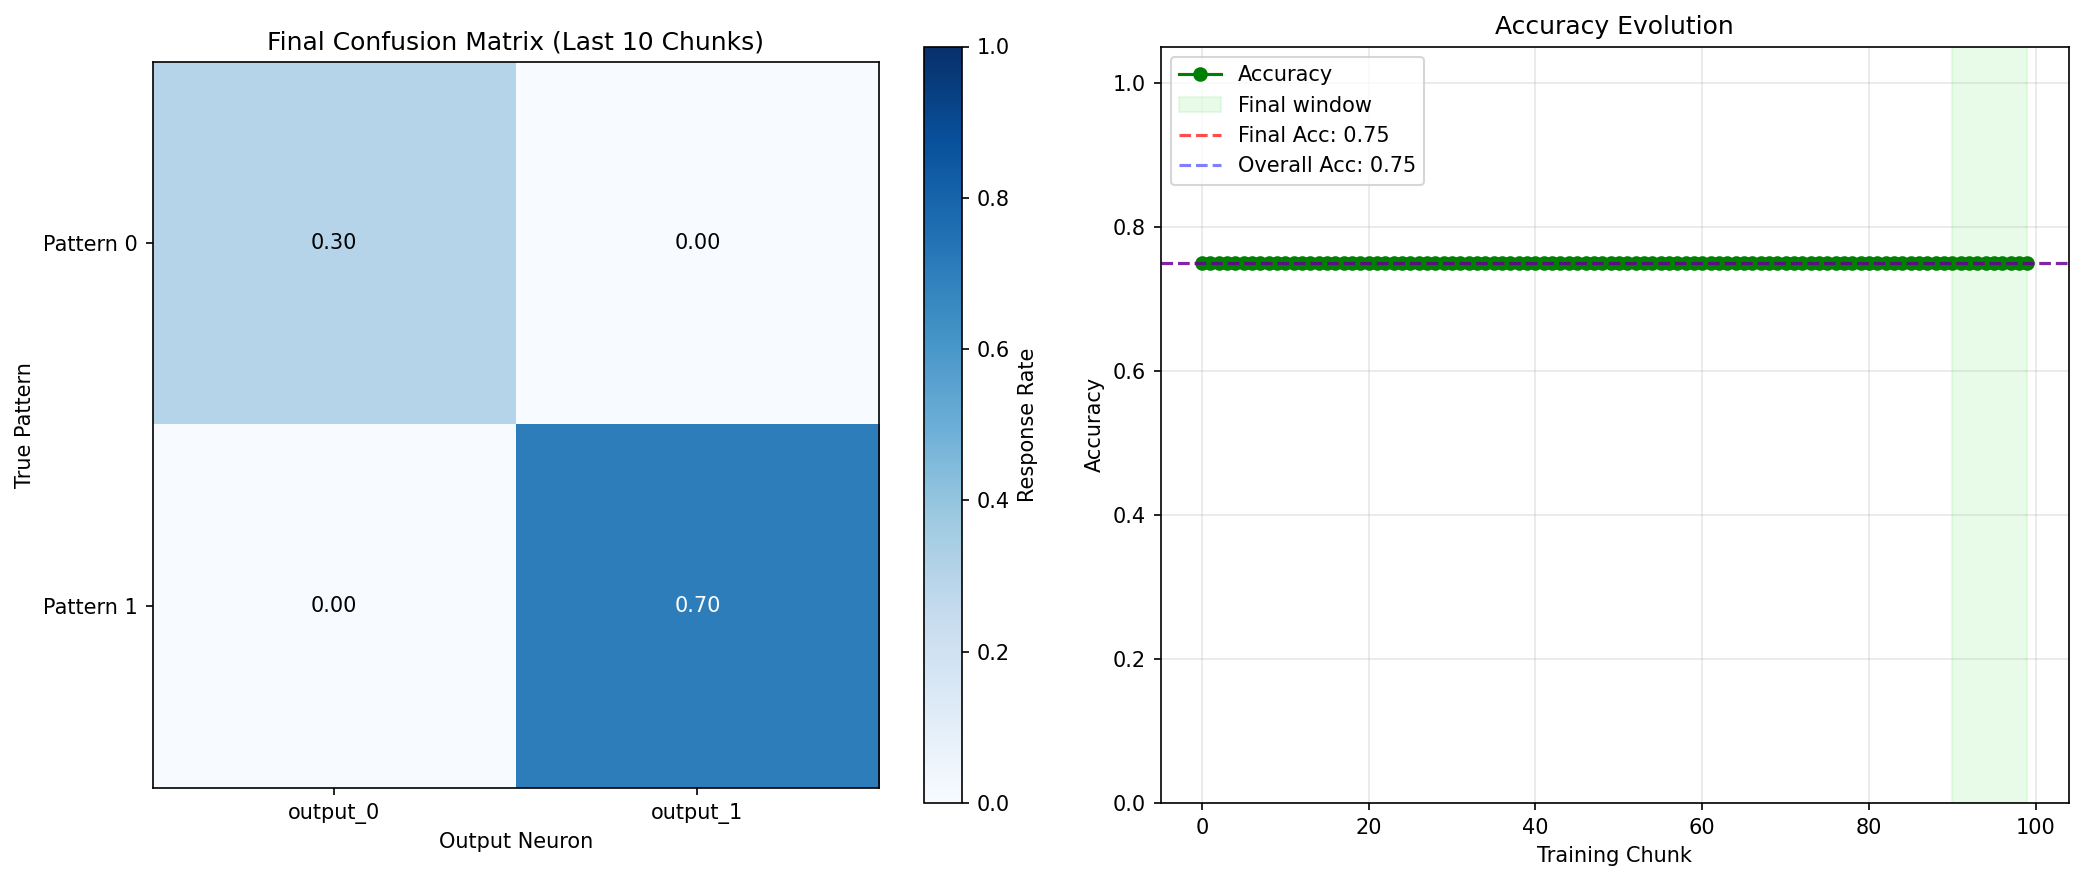 Final Confusion Matrix (Last 10 Chunks)
True Pattern
Pattern 0
Pattern 1
0.30
0.00
0.00
0.70
output_0
output_1
Output Neuron
1.0
0.8
0.6
0.4
0.2
0.0
Response Rate
Accuracy Evolution
Accuracy
Final window
Final Acc: 0.75
Overall Acc: 0.75
Accuracy
1.0
0.8
0.6
0.4
0.2
0.0
0
20
40
60
80
100
Training Chunk